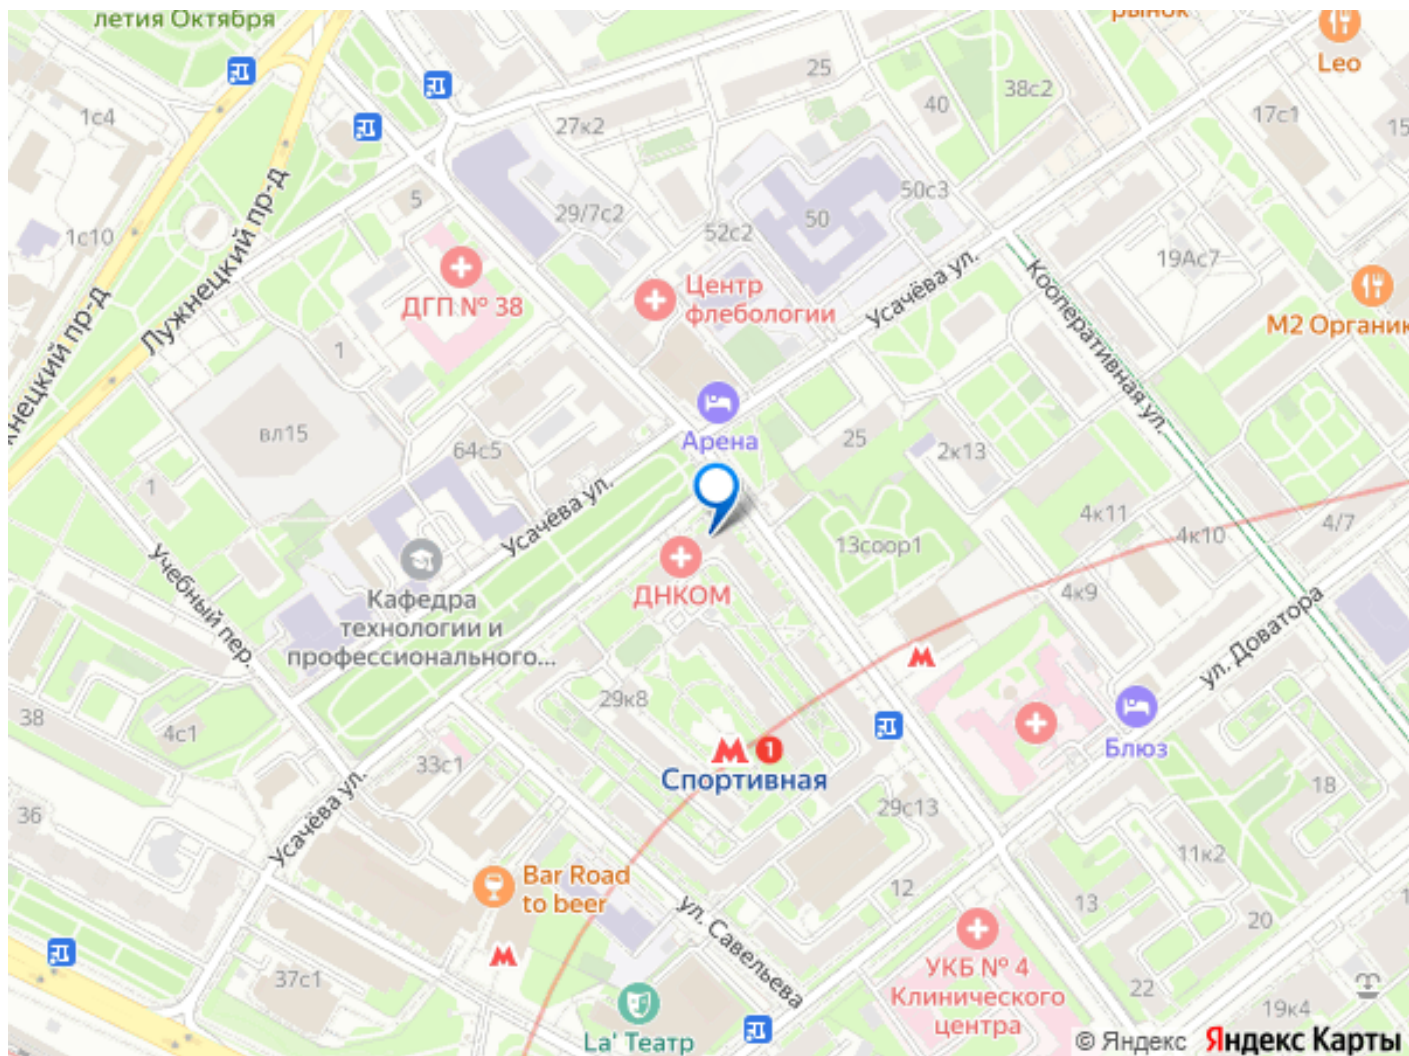 летия Октября
рынок
Leo
25
38с2
40
17с1
15
1с4
27к2
5
29/7с2
50с3
50
52с2
1с10
Лужнецкий пр-д
19Ас7
ДГП № 38
Центр
флебологии
Усачёва ул.
Кооперативная ул.
М2 Органик
1
кнецкий пр-д
вл15
64с5
Арена
25
2к13
1
Усачёва ул.
4к11
4к10
4/7
13соор1
Учебный пер.
Кафедра
технологии и
профессионального...
ДНКОМ
4к9
ул. Доватора
29к8
38
4с1
М
М 1
Спортивная
Блюз
33с1
18
29с13
36
Усачёва ул.
11к2
Bar Road
to beer
12
13
20
ул. Савельева
М
37с1
УКБ № 4
Клинического
центра
22
19к4
La' Театр
© Яндекс Яндекс Карты